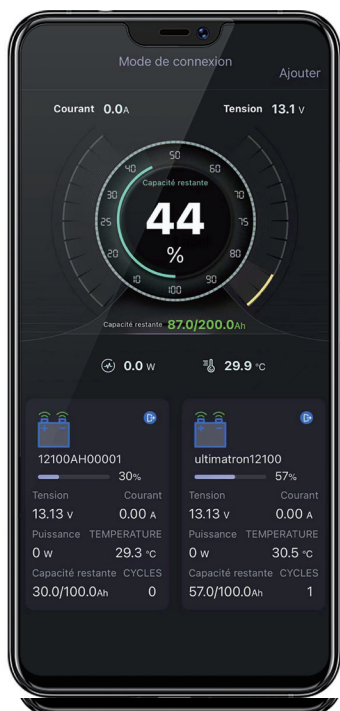 Mode de connexion
Ajouter
Courant 0.0A
Tension 13.1 V
50
40 60
30 70
25 75
20 80
10 90
100
Capacité restante
44
%
Capacité restante 87.0/200.0Ah
0.0 W
29.9 °C
12100AH00001
30%
Tension Courant
13.13 V 0.00 A
Puissance TEMPERATURE
0 W 29.3 °C
Capacité restante CYCLES
30.0/100.0Ah 0
ultimatron12100
57%
Tension Courant
13.13 V 0.00 A
Puissance TEMPERATURE
0 W 30.5 °C
Capacité restante CYCLES
57.0/100.0Ah 1